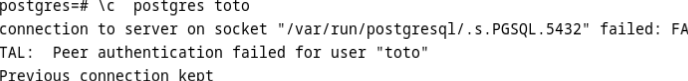 postgres=# \c  postgres toto
connection to server on socket "/var/run/postgresql/.s.PGSQL.5432" failed: FA
TAL:  Peer authentication failed for user "toto"
Previous connection kept